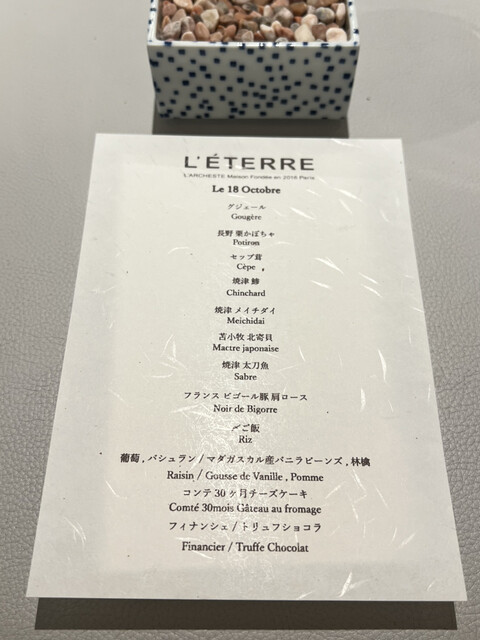 L'ÉTERRE
L'ARCHESTE Maison Fondée en 2016 Paris
Le 18 Octobre
グジェール
Gougère
長野 栗かぼちゃ
Potiron
セップ茸
Cèpe ,
焼津 鯵
Chinchard
焼津 メイチダイ
Meichidai
苫小牧 北寄貝
Mactre japonaise
焼津 太刀魚
Sabre
フランス ビゴール豚 肩ロース
Noir de Bigorre
〆ご飯
Riz
葡萄 , バシュラン / マダガスカル産バニラビーンズ , 林檎
Raisin / Gousse de Vanille , Pomme
コンテ 30 ヶ月チーズケーキ
Comté 30mois Gâteau au fromage
フィナンシェ / トリュフショコラ
Financier / Truffe Chocolat